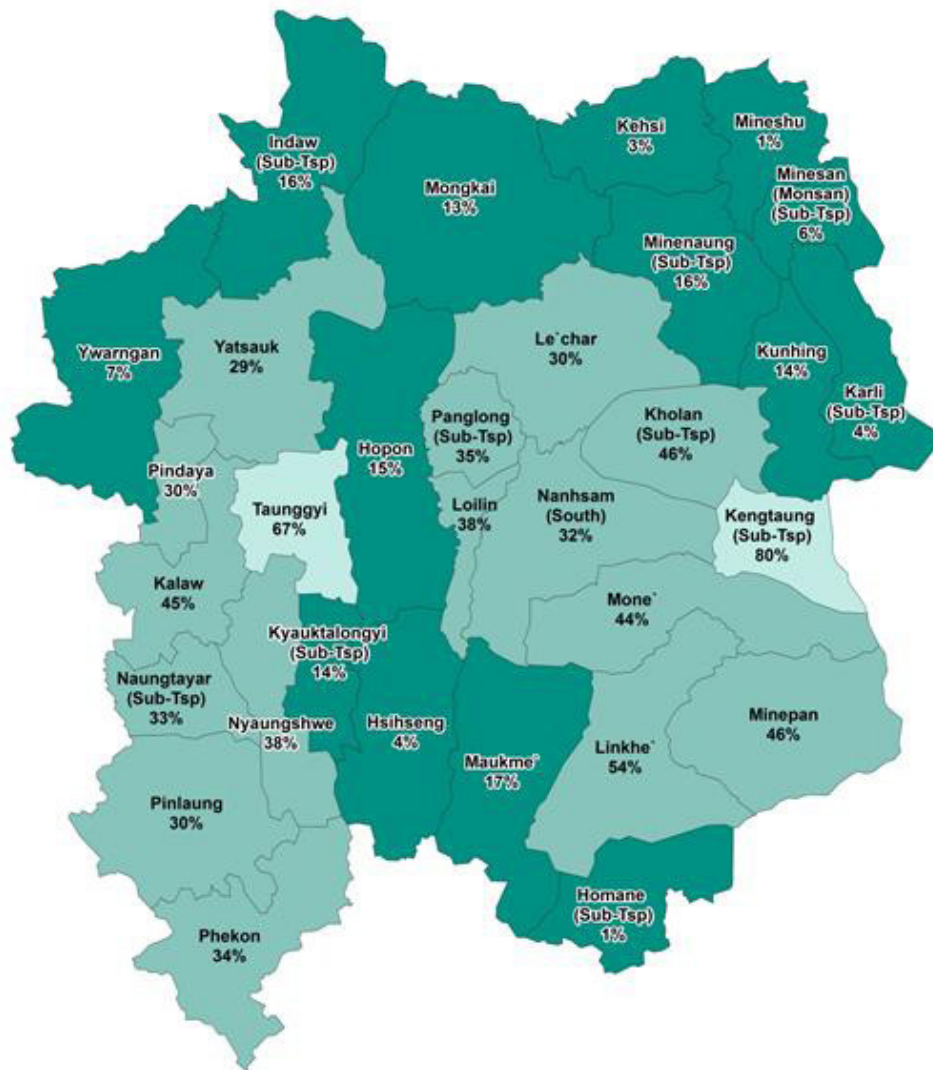 Kehsi
3%
Mineshu
1%
Indaw
(Sub-Tsp)
16%
Mongkai
13%
Minesan
(Monsan)
(Sub-Tsp)
6%
Minenaung
(Sub-Tsp)
16%
Ywarngan
7%
Yatsauk
29%
Le`char
30%
Kunhing
14%
Karli
(Sub-Tsp)
4%
Panglong
(Sub-Tsp)
35%
Kholan
(Sub-Tsp)
46%
Hopon
15%
Pindaya
30%
Taunggyi
67%
Loilin
38%
Nanhsam
(South)
32%
Kengtaung
(Sub-Tsp)
80%
Kalaw
45%
Mone`
44%
Kyauktalongyi
(Sub-Tsp)
14%
Naungtayar
(Sub-Tsp)
33%
Nyaungshwe
38%
Hsihseng
4%
Minepan
46%
Linkhe`
54%
Maukme`
17%
Pinlaung
30%
Homane
(Sub-Tsp)
1%
Phekon
34%